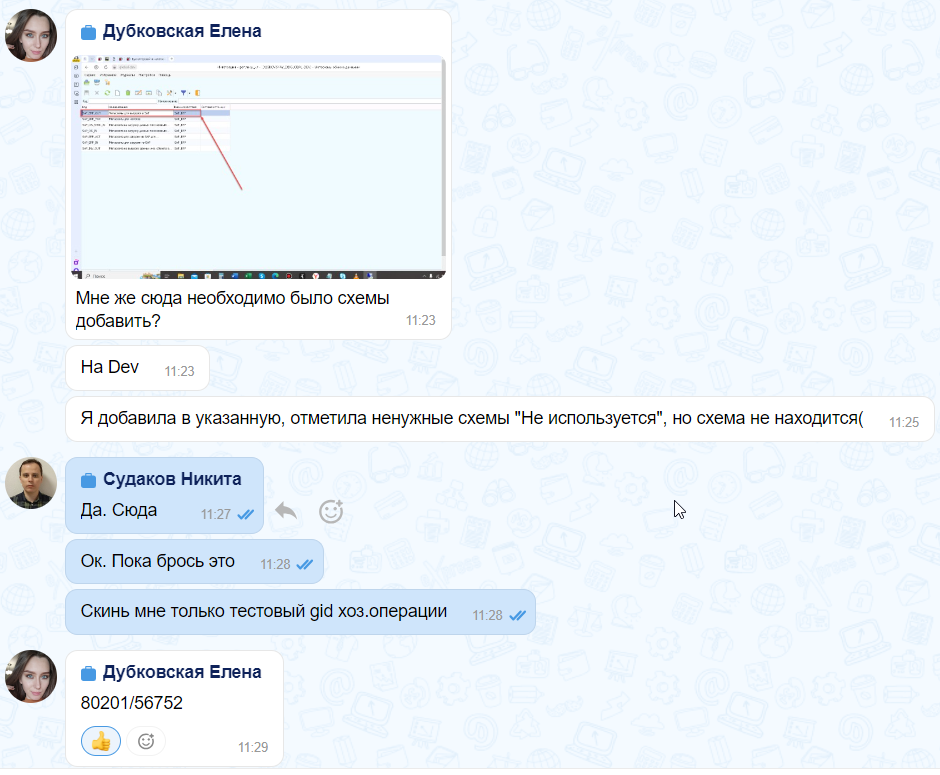 Дубковская Елена
Мне же сюда необходимо было схемы
добавить?
11:23
На Dev
11:23
Я добавила в указанную, отметила ненужные схемы "Не используется", но схема не находится(
11:25
Судаков Никита
Да. Сюда
11:27
Ок. Пока брось это
11:28
Скинь мне только тестовый gid хоз.операции
11:28
Дубковская Елена
80201/56752
11:29